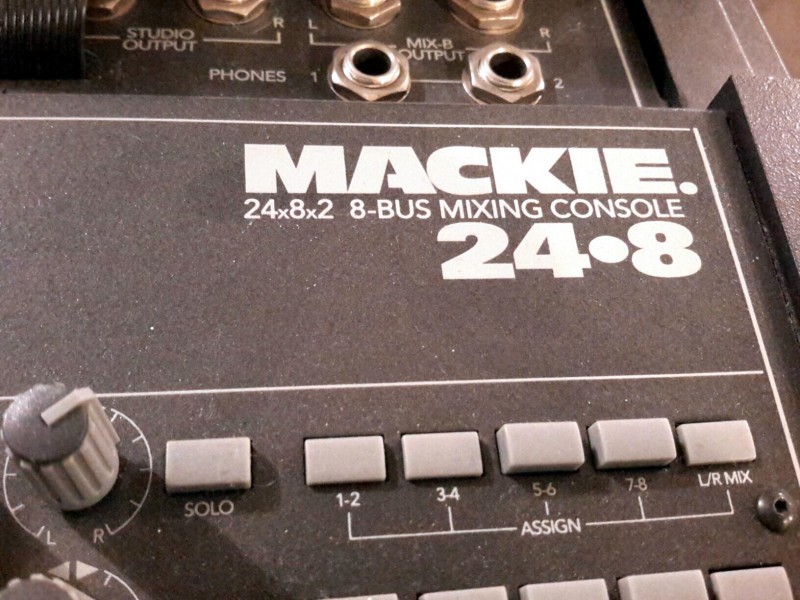 R L R
STUDIO OUTPUT
MIX-B OUTPUT
PHONES 1 2
MACKIE.
24x8x2 8-BUS MIXING CONSOLE
24•8
SOLO
1-2 3-4 5-6 7-8 L/R MIX
ASSIGN
L R